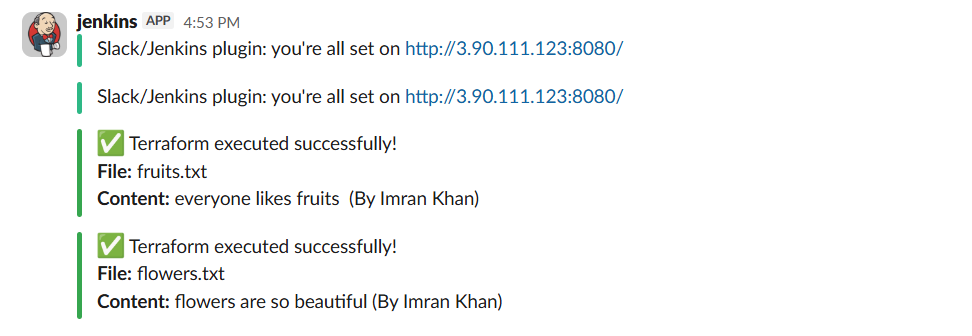 jenkins APP 4:53 PM
Slack/Jenkins plugin: you're all set on http://3.90.111.123:8080/
Slack/Jenkins plugin: you're all set on http://3.90.111.123:8080/
✅ Terraform executed successfully!
File: fruits.txt
Content: everyone likes fruits  (By Imran Khan)
✅ Terraform executed successfully!
File: flowers.txt
Content: flowers are so beautiful (By Imran Khan)